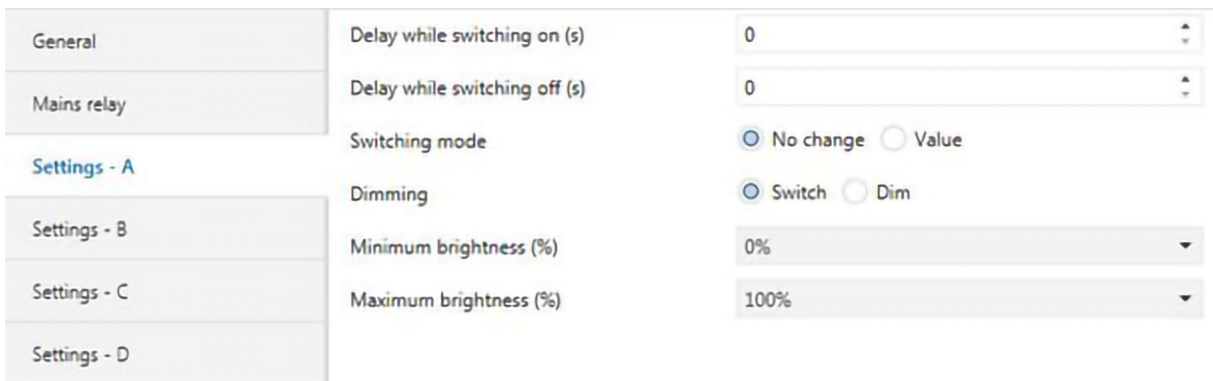 General
Mains relay
Settings - A
Settings - B
Settings - C
Settings - D
Delay while switching on (s) 0
Delay while switching off (s) 0
Switching mode No change Value
Dimming Switch Dim
Minimum brightness (%) 0%
Maximum brightness (%) 100%